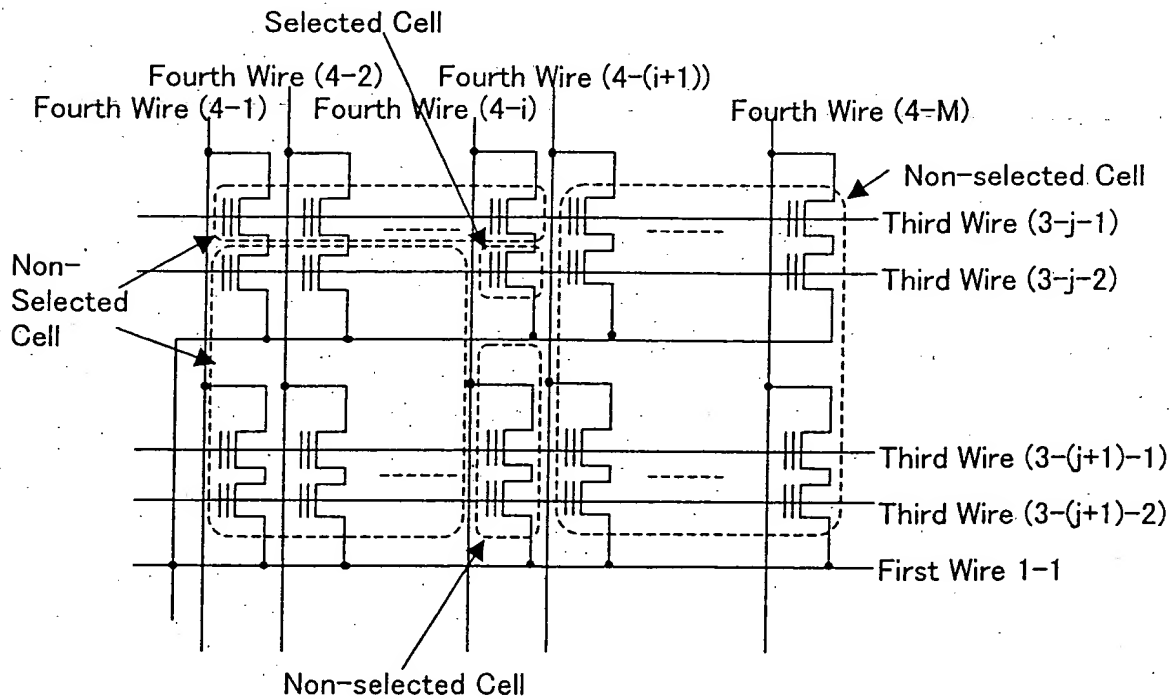 Selected Cell
Fourth Wire (4-2)
Fourth Wire (4-(i+1))
Fourth Wire (4-1)
Fourth Wire (4-i)
Fourth Wire (4-M)
Non-selected Cell
Third Wire (3-j-1)
Third Wire (3-j-2)
Non-
Selected
Cell
Third Wire (3-(j+1)-1)
Third Wire (3-(j+1)-2)
First Wire 1-1
Non-selected Cell